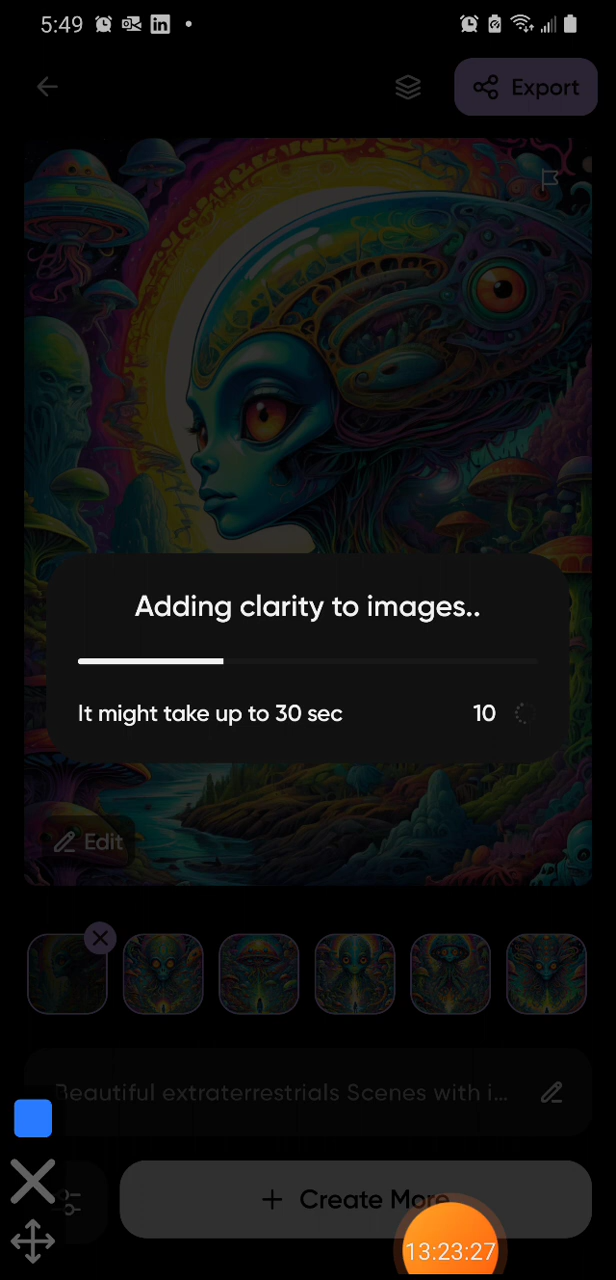 5:49
Export
Adding clarity to images..
It might take up to 30 sec
10
Edit
Beautiful extraterrestrials Scenes with i...
+ Create More
13:23:27